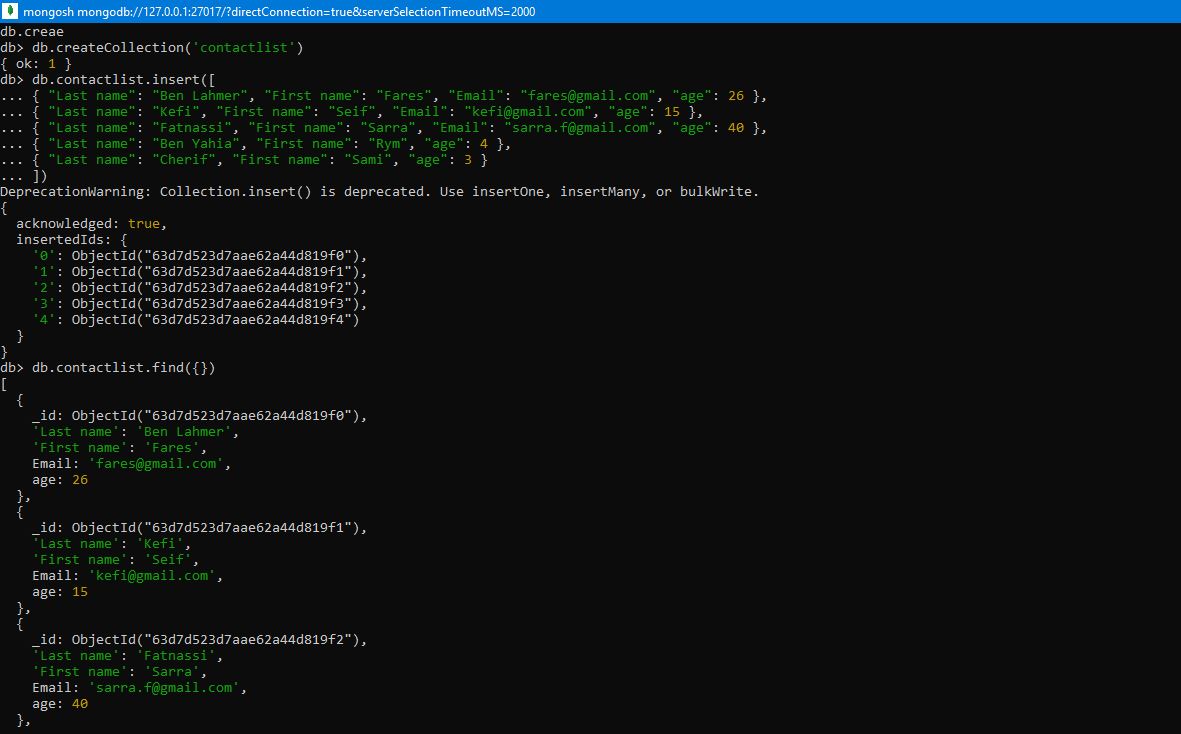 mongosh mongodb://127.0.0.1:27017/?directConnection=true&serverSelectionTimeoutMS=2000
db.creae
db> db.createCollection('contactlist')
{ ok: 1 }
db> db.contactlist.insert([
... { "Last name": "Ben Lahmer", "First name": "Fares", "Email": "fares@gmail.com", "age": 26 },
... { "Last name": "Kefi", "First name": "Seif", "Email": "kefi@gmail.com", "age": 15 },
... { "Last name": "Fatnassi", "First name": "Sarra", "Email": "sarra.f@gmail.com", "age": 40 },
... { "Last name": "Ben Yahia", "First name": "Rym", "age": 4 },
... { "Last name": "Cherif", "First name": "Sami", "age": 3 }
... ])
DeprecationWarning: Collection.insert() is deprecated. Use insertOne, insertMany, or bulkWrite.
{
  acknowledged: true,
  insertedIds: {
    '0': ObjectId("63d7d523d7aae62a44d819f0"),
    '1': ObjectId("63d7d523d7aae62a44d819f1"),
    '2': ObjectId("63d7d523d7aae62a44d819f2"),
    '3': ObjectId("63d7d523d7aae62a44d819f3"),
    '4': ObjectId("63d7d523d7aae62a44d819f4")
  }
}
db> db.contactlist.find({})
[
  {
    _id: ObjectId("63d7d523d7aae62a44d819f0"),
    'Last name': 'Ben Lahmer',
    'First name': 'Fares',
    Email: 'fares@gmail.com',
    age: 26
  },
  {
    _id: ObjectId("63d7d523d7aae62a44d819f1"),
    'Last name': 'Kefi',
    'First name': 'Seif',
    Email: 'kefi@gmail.com',
    age: 15
  },
  {
    _id: ObjectId("63d7d523d7aae62a44d819f2"),
    'Last name': 'Fatnassi',
    'First name': 'Sarra',
    Email: 'sarra.f@gmail.com',
    age: 40
  },